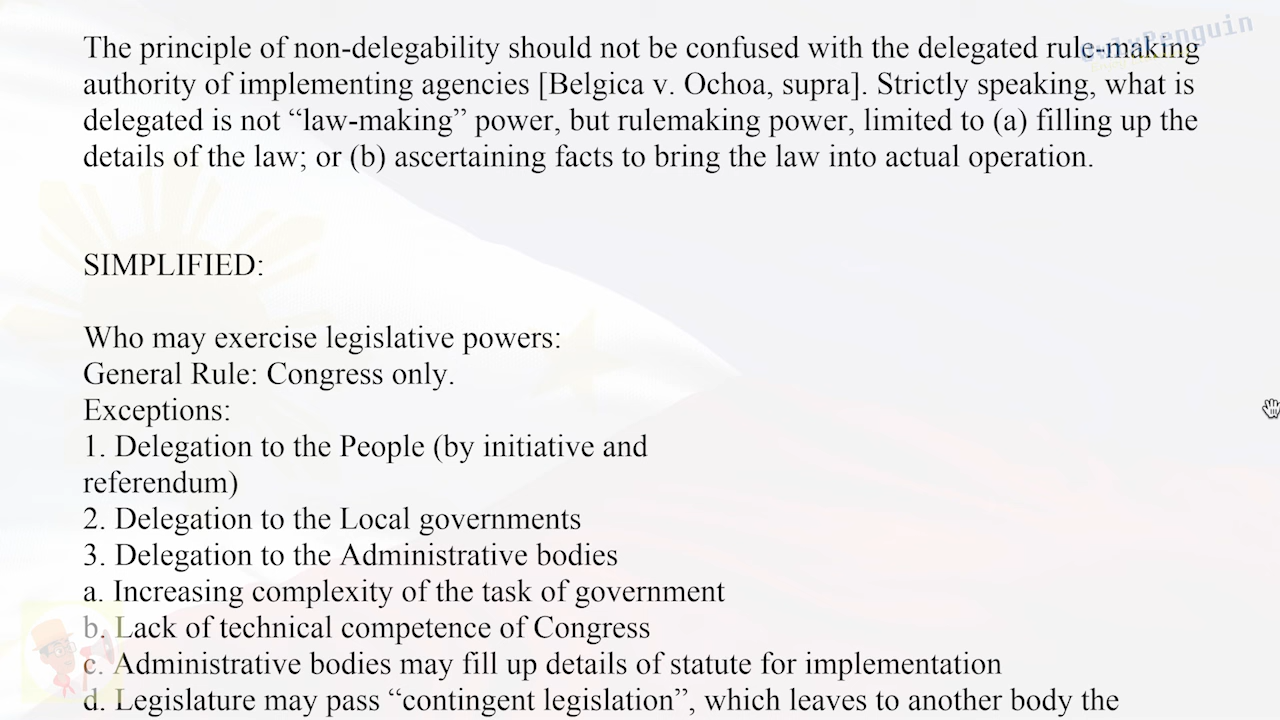 OnlyPenguin
The principle of non-delegability should not be confused with the delegated rule-making
authority of implementing agencies [Belgica v. Ochoa, supra]. Strictly speaking, what is
delegated is not “law-making” power, but rulemaking power, limited to (a) filling up the
details of the law; or (b) ascertaining facts to bring the law into actual operation.
SIMPLIFIED:
Who may exercise legislative powers:
General Rule: Congress only.
Exceptions:
1. Delegation to the People (by initiative and
referendum)
2. Delegation to the Local governments
3. Delegation to the Administrative bodies
a. Increasing complexity of the task of government
b. Lack of technical competence of Congress
c. Administrative bodies may fill up details of statute for implementation
d. Legislature may pass “contingent legislation”, which leaves to another body the